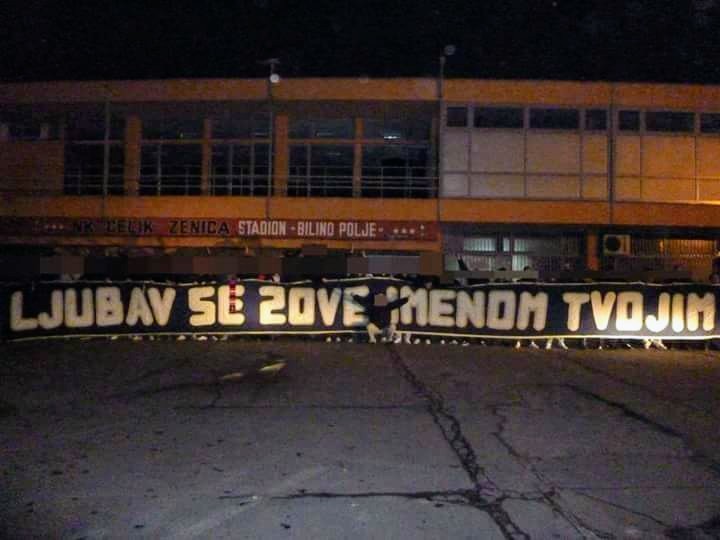 NK ČELIK ZENICA STADION - BILINO POLJE -
LJUBAV SE ZOVE IMENOM TVOJIM